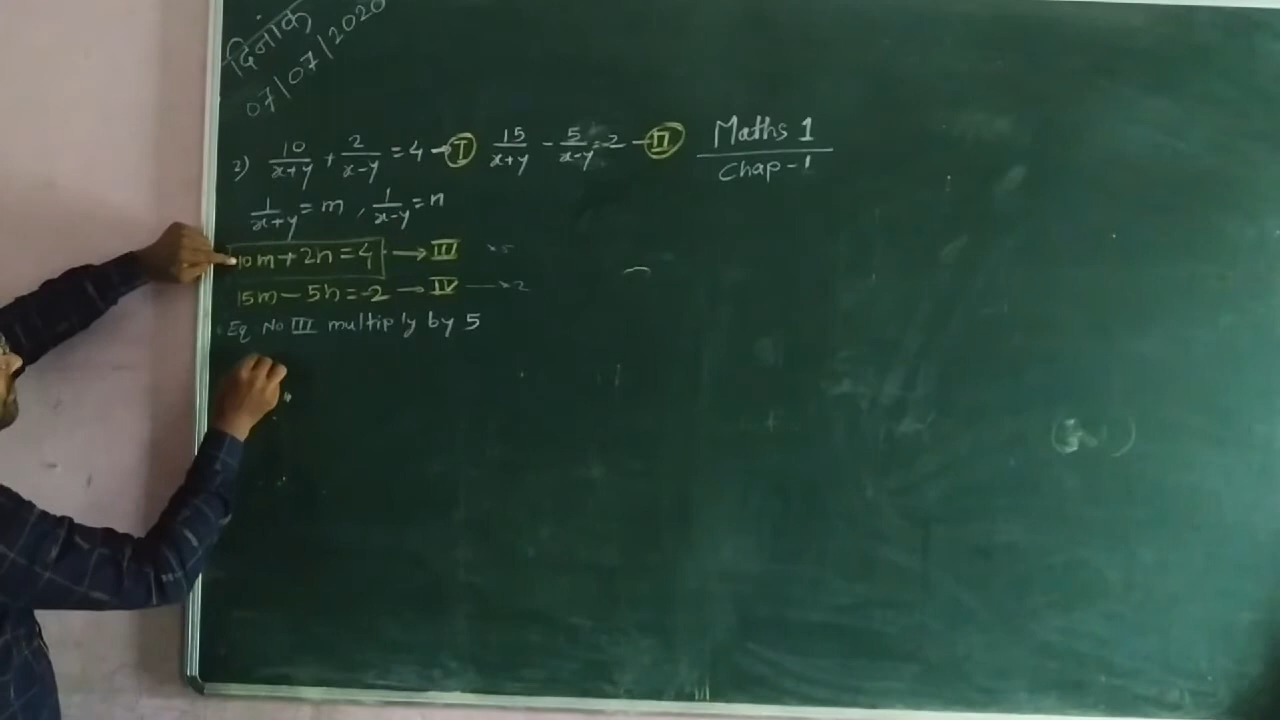 दिनांक
07/07/2020
Maths 1
Chap-1
2) 10/x+y + 2/x-y = 4 → I 15/x+y - 5/x-y = -2 → II
1/x+y = m , 1/x-y = n
10m + 2n = 4 → III ×5
15m - 5n = -2 → IV → ×2
Eq No III multiply by 5